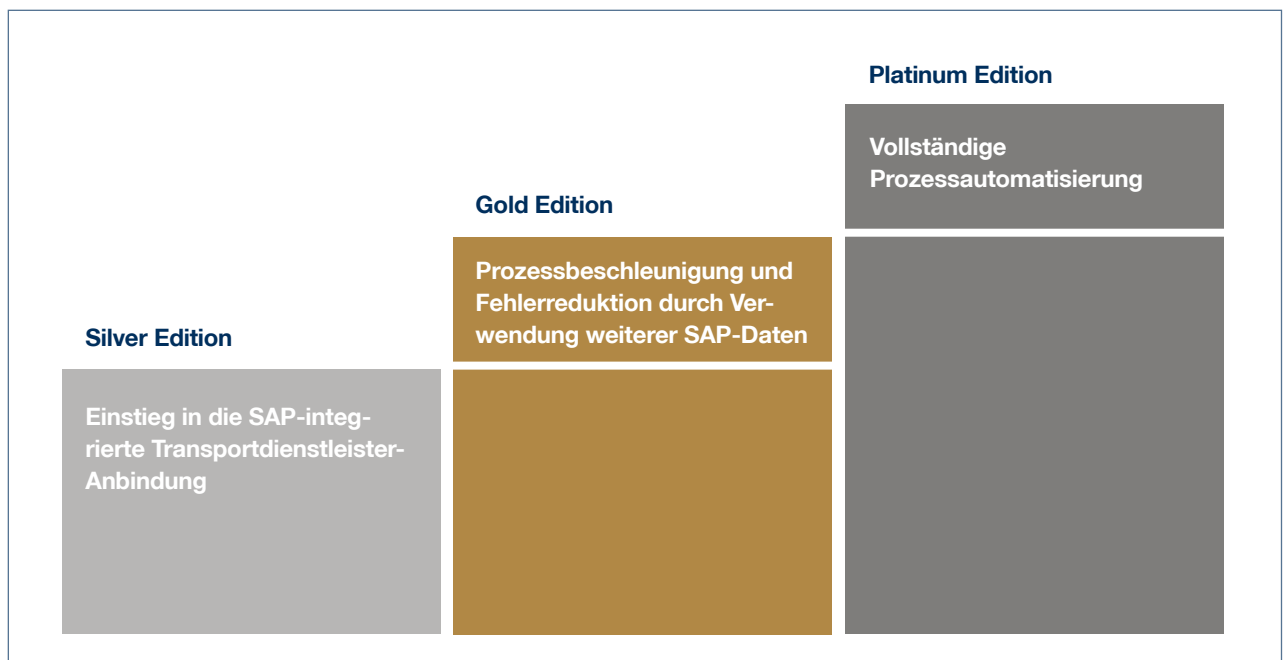 Platinum Edition
Vollständige
Prozessautomatisierung
Gold Edition
Prozessbeschleunigung und
Fehlerreduktion durch Ver-
wendung weiterer SAP-Daten
Silver Edition
Einstieg in die SAP-integ-
rierte Transportdienstleister-
Anbindung